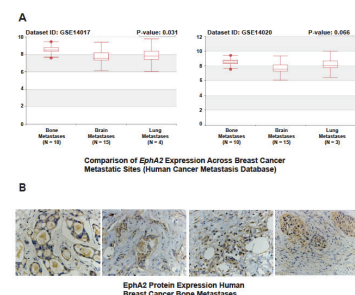 A
Dataset ID: GSE14017 P-value: 0.031
10
8
6
4
2
0
Bone Metastases (N = 10)
Brain Metastases (N = 15)
Lung Metastases (N = 4)
Dataset ID: GSE14020 P-value: 0.066
12
10
8
6
4
2
0
Bone Metastases (N = 10)
Brain Metastases (N = 15)
Lung Metastases (N = 3)
Comparison of EphA2 Expression Across Breast Cancer
Metastatic Sites (Human Cancer Metastasis Database)
B
EphA2 Protein Expression Human
Breast Cancer Bone Metastases